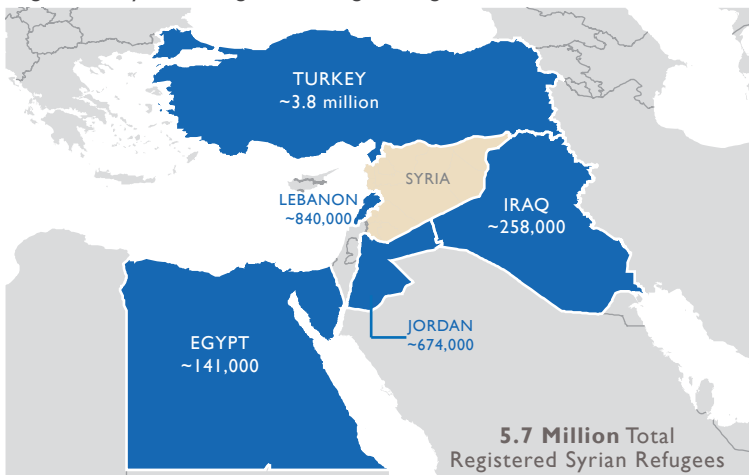 TURKEY
~3.8 million
SYRIA
LEBANON
~840,000
IRAQ
~258,000
JORDAN
~674,000
EGYPT
~141,000
5.7 Million Total
Registered Syrian Refugees